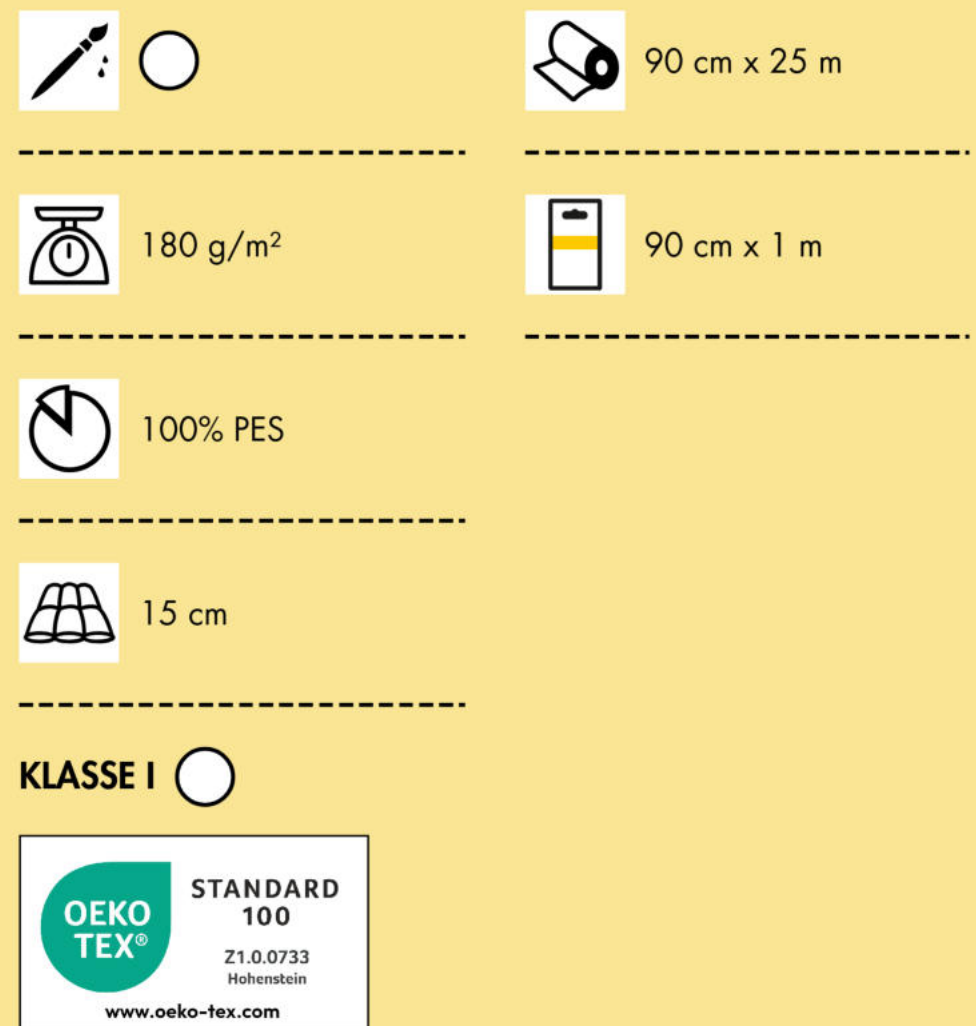 90 cm x 25 m
180 g/m²
90 cm x 1 m
100% PES
15 cm
KLASSE I
OEKO
TEX®
STANDARD
100
Z1.0.0733
Hohenstein
www.oeko-tex.com